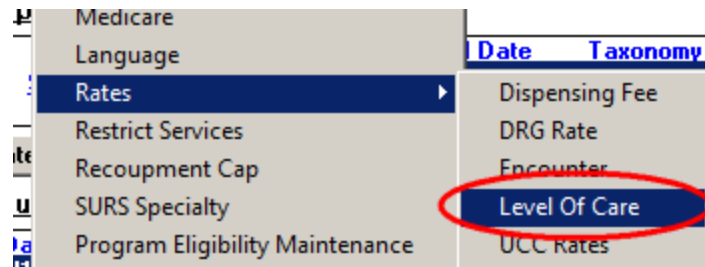 Medicare
Language
Rates
Restrict Services
Recoupment Cap
SURS Specialty
Program Eligibility Maintenance
Date Taxonomy
Dispensing Fee
DRG Rate
Encounter
Level Of Care
UCC Rates